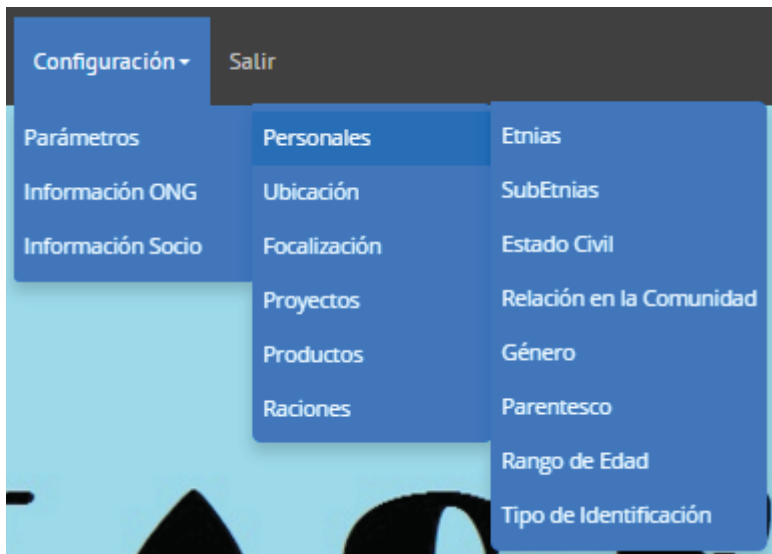 Configuración
Salir
Parámetros
Información ONG
Información Socio
Personales
Ubicación
Focalización
Proyectos
Productos
Raciones
Etnias
SubEtnias
Estado Civil
Relación en la Comunidad
Género
Parentesco
Rango de Edad
Tipo de Identificación